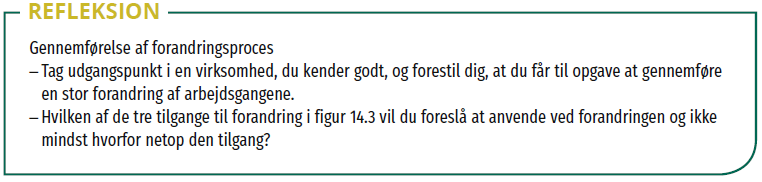 REFLEKSION
Gennemførelse af forandringsproces
– Tag udgangspunkt i en virksomhed, du kender godt, og forestil dig, at du får til opgave at gennemføre
en stor forandring af arbejdsgangene.
– Hvilken af de tre tilgange til forandring i figur 14.3 vil du foreslå at anvende ved forandringen og ikke
mindst hvorfor netop den tilgang?